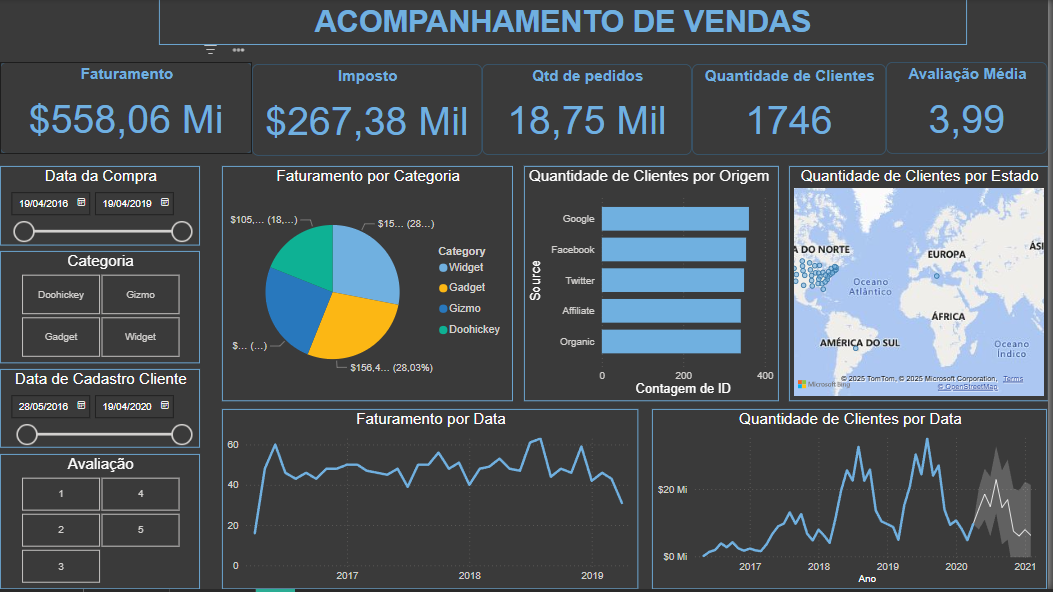 ACOMPANHAMENTO DE VENDAS
Faturamento
$558,06 Mi
Imposto
$267,38 Mil
Qtd de pedidos
18,75 Mil
Quantidade de Clientes
1746
Avaliação Média
3,99
Data da Compra
19/04/2016
19/04/2019
Categoria
Doohickey
Gizmo
Gadget
Widget
Data de Cadastro Cliente
28/05/2016
19/04/2020
Avaliação
1
4
2
5
3
Faturamento por Categoria
$105,... (18,...)
$15... (28...)
$... (...)
$156,4... (28,03%)
Category
Widget
Gadget
Gizmo
Doohickey
Quantidade de Clientes por Origem
Source
Google
Facebook
Twitter
Affiliate
Organic
0
200
400
Contagem de ID
Quantidade de Clientes por Estado
A DO NORTE
EUROPA
ÁSI
Oceano
Atlântico
ÁFRICA
AMÉRICA DO SUL
Oceano
Índico
Microsoft Bing
© 2025 TomTom, © 2025 Microsoft Corporation, Terms
© OpenStreetMap
Faturamento por Data
60
40
20
0
2017
2018
2019
Quantidade de Clientes por Data
$20 Mi
$0 Mi
2017
2018
2019
2020
2021
Ano